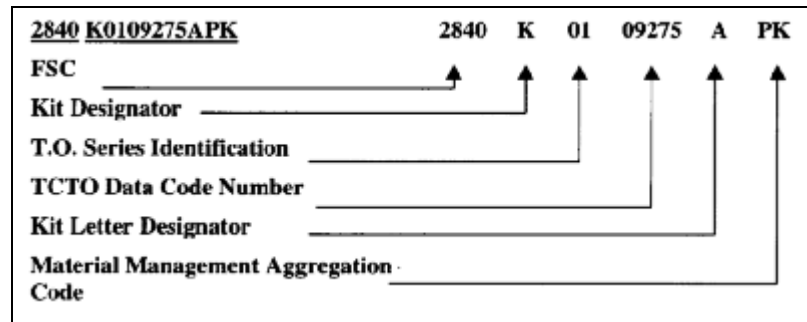 2840 K0109275APK 2840 K 01 09275 A PK
FSC
Kit Designator
T.O. Series Identification
TCTO Data Code Number
Kit Letter Designator
Material Management Aggregation
Code